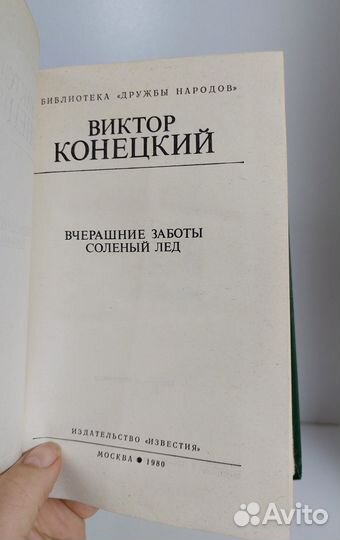 БИБЛИОТЕКА «ДРУЖБЫ НАРОДОВ»
ВИКТОР
КОНЕЦКИЙ
ВЧЕРАШНИЕ ЗАБОТЫ
СОЛЕНЫЙ ЛЕД
ИЗДАТЕЛЬСТВО «ИЗВЕСТИЯ»
МОСКВА ● 1980
Avito